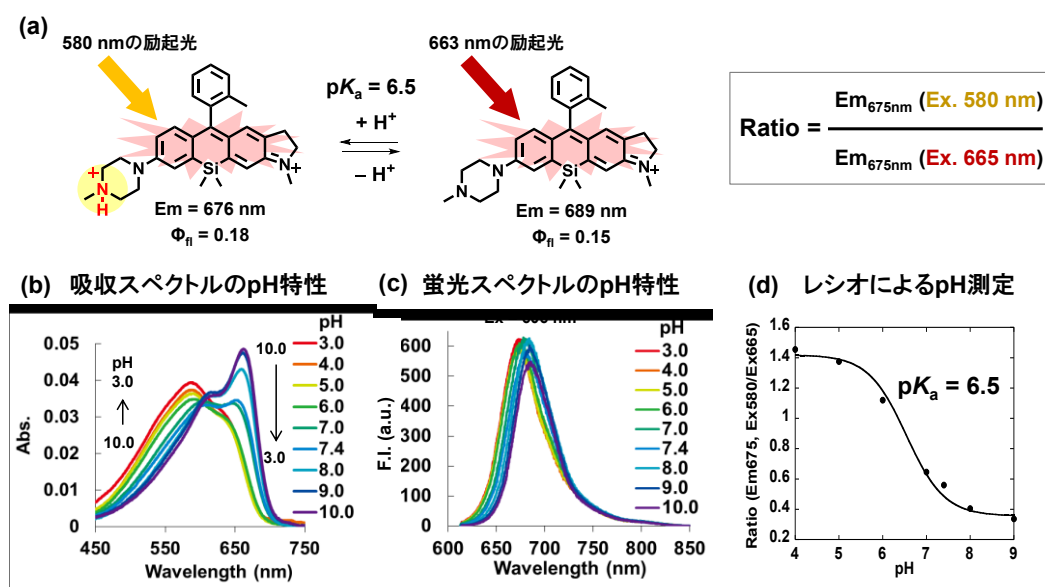 (a)
580 nmの励起光
663 nmの励起光
pKa = 6.5
+ H+
− H+
+
N
H
N
Si
N+
Em = 676 nm
Φfl = 0.18
N
N
Si
N+
Em = 689 nm
Φfl = 0.15
Ratio =
Em675nm (Ex. 580 nm)
Em675nm (Ex. 665 nm)
(b) 吸収スペクトルのpH特性
0.05
0.04
0.03
0.02
0.01
0
Abs.
pH
3.0
10.0
10.0
3.0
pH
3.0
4.0
5.0
6.0
7.0
7.4
8.0
9.0
10.0
450 550 650 750
Wavelength (nm)
(c) 蛍光スペクトルのpH特性
600
500
400
300
200
100
0
F.I. (a.u.)
pH
3.0
4.0
5.0
6.0
7.0
7.4
8.0
9.0
10.0
600 650 700 750 800 850
Wavelength (nm)
(d) レシオによるpH測定
Ratio (Em675, Ex580/Ex665)
1.6
1.4
1.2
1
0.8
0.6
0.4
0.2
pKa = 6.5
4 5 6 7 8 9
pH